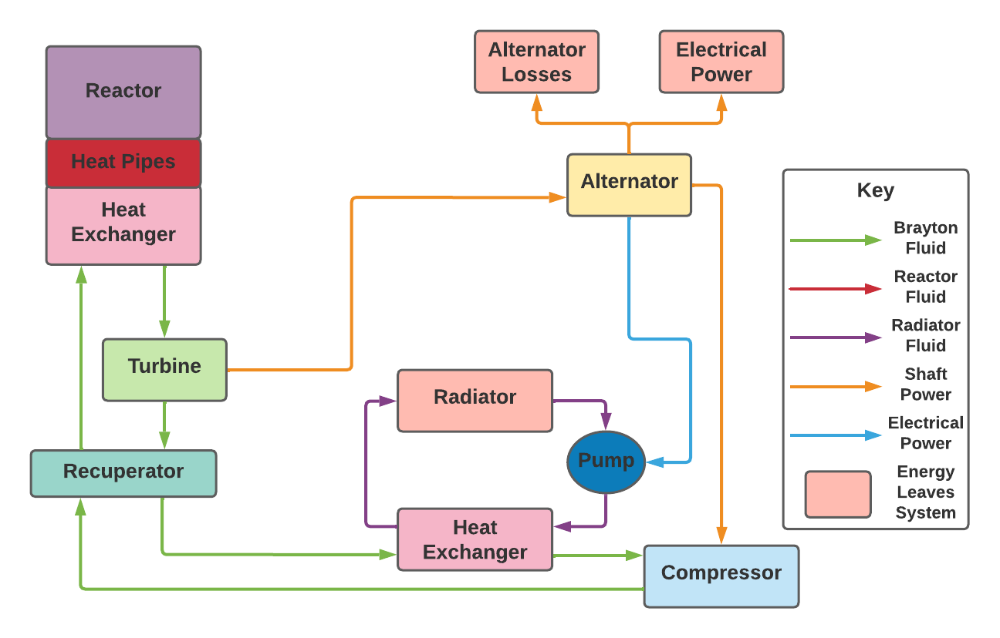 Reactor
Heat Pipes
Heat
Exchanger
Turbine
Recuperator
Alternator
Losses
Electrical
Power
Alternator
Radiator
Pump
Heat
Exchanger
Compressor
Key
Brayton
Fluid
Reactor
Fluid
Radiator
Fluid
Shaft
Power
Electrical
Power
Energy
Leaves
System